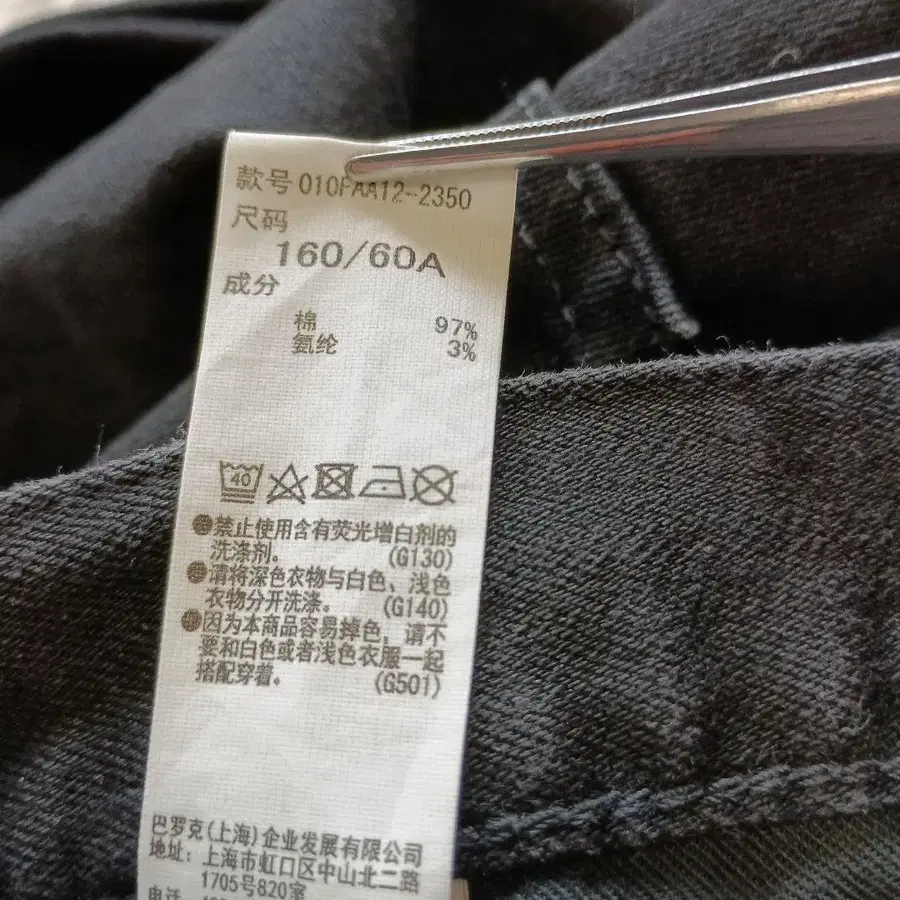 款号 010PAA12-2350
尺码
160/60A
成分
棉 97%
氨纶 3%
40
禁止使用含有荧光增白剂的
洗涤剂。 (G130)
请将深色衣物与白色、浅色
衣物分开洗涤。 (G140)
因为本商品容易掉色,请不
要和白色或者浅色衣服一起
搭配穿着。 (G501)
巴罗克(上海)企业发展有限公司
地址:上海市虹口区中山北二路
1705号820室
电话